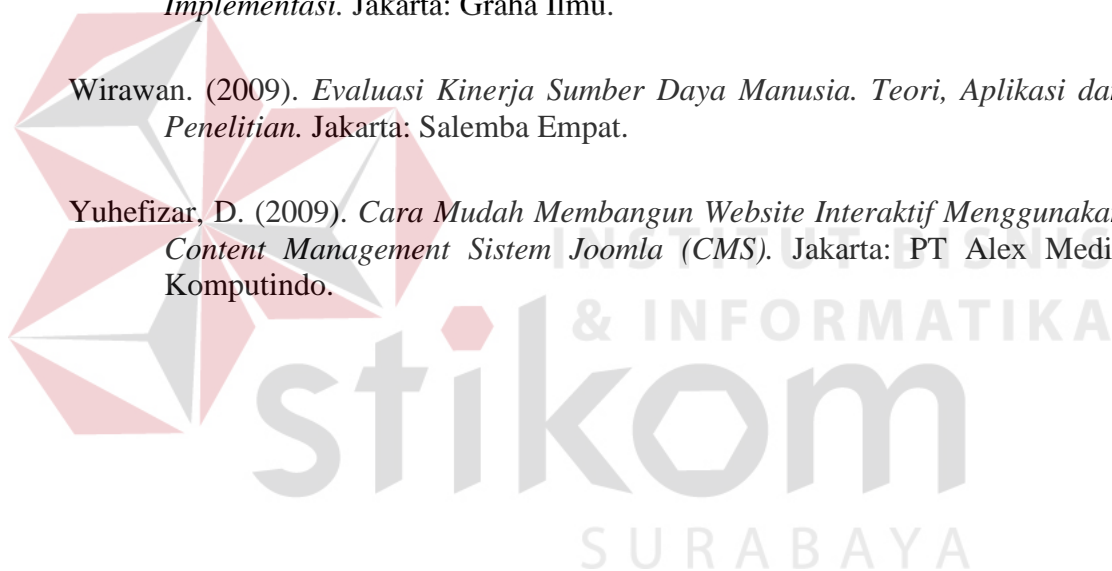 Implementasi. Jakarta: Graha Ilmu.
Wirawan. (2009). Evaluasi Kinerja Sumber Daya Manusia. Teori, Aplikasi dan
Penelitian. Jakarta: Salemba Empat.
Yuhefizar, D. (2009). Cara Mudah Membangun Website Interaktif Menggunakan
Content Management Sistem Joomla (CMS). Jakarta: PT Alex Medi
Komputindo.
INSTITUT BISNIS
& INFORMATIKA
stikom
SURABAYA